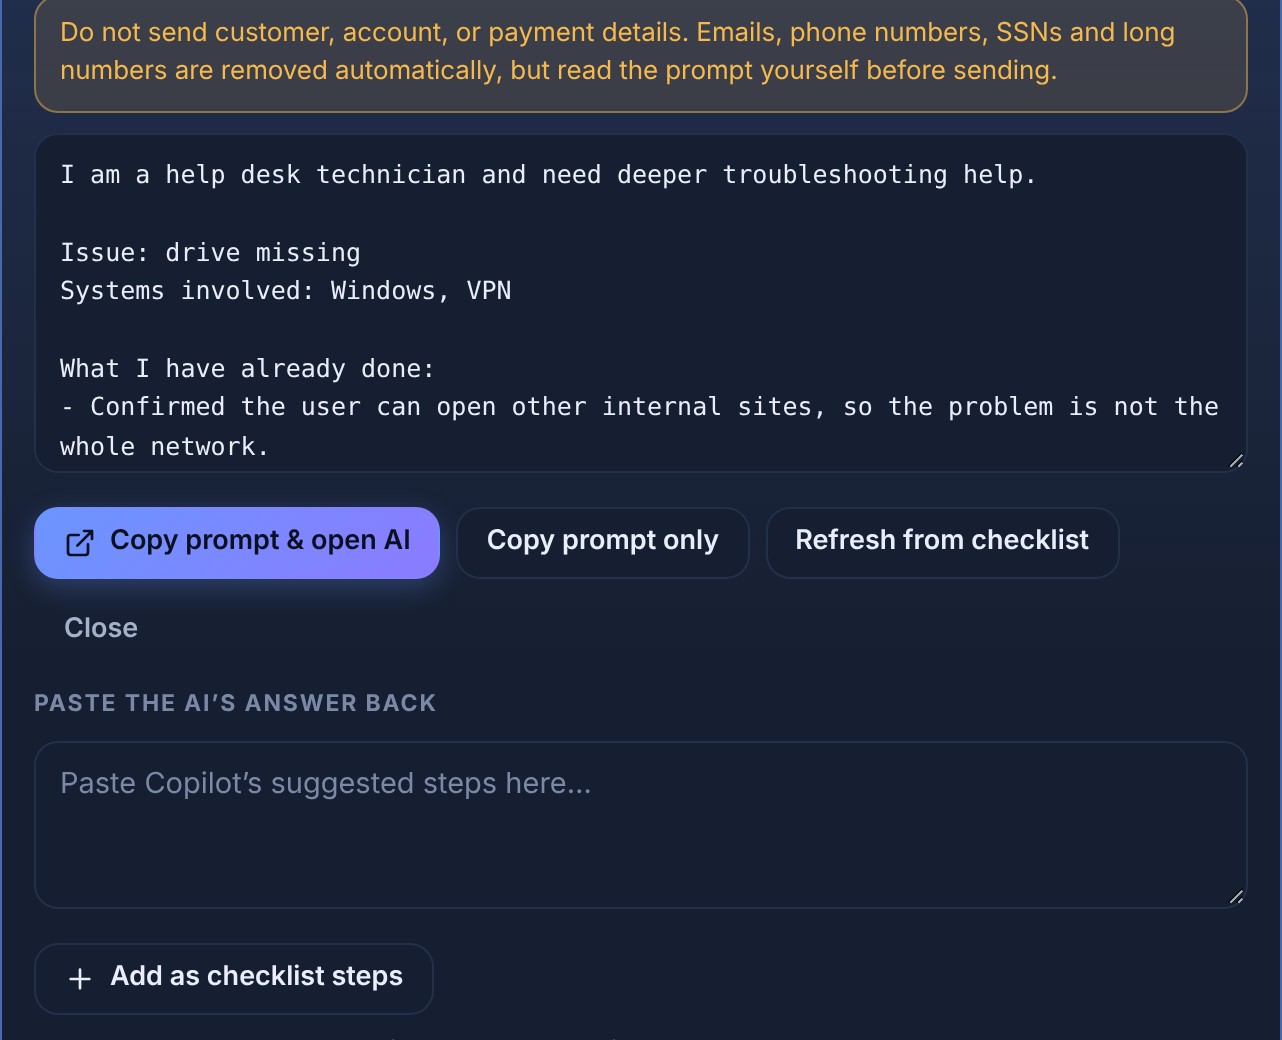 Do not send customer, account, or payment details. Emails, phone numbers, SSNs and long
numbers are removed automatically, but read the prompt yourself before sending.
I am a help desk technician and need deeper troubleshooting help.
Issue: drive missing
Systems involved: Windows, VPN
What I have already done:
- Confirmed the user can open other internal sites, so the problem is not the
whole network.
Copy prompt & open AI
Copy prompt only
Refresh from checklist
Close
PASTE THE AI’S ANSWER BACK
Paste Copilot’s suggested steps here...
Add as checklist steps